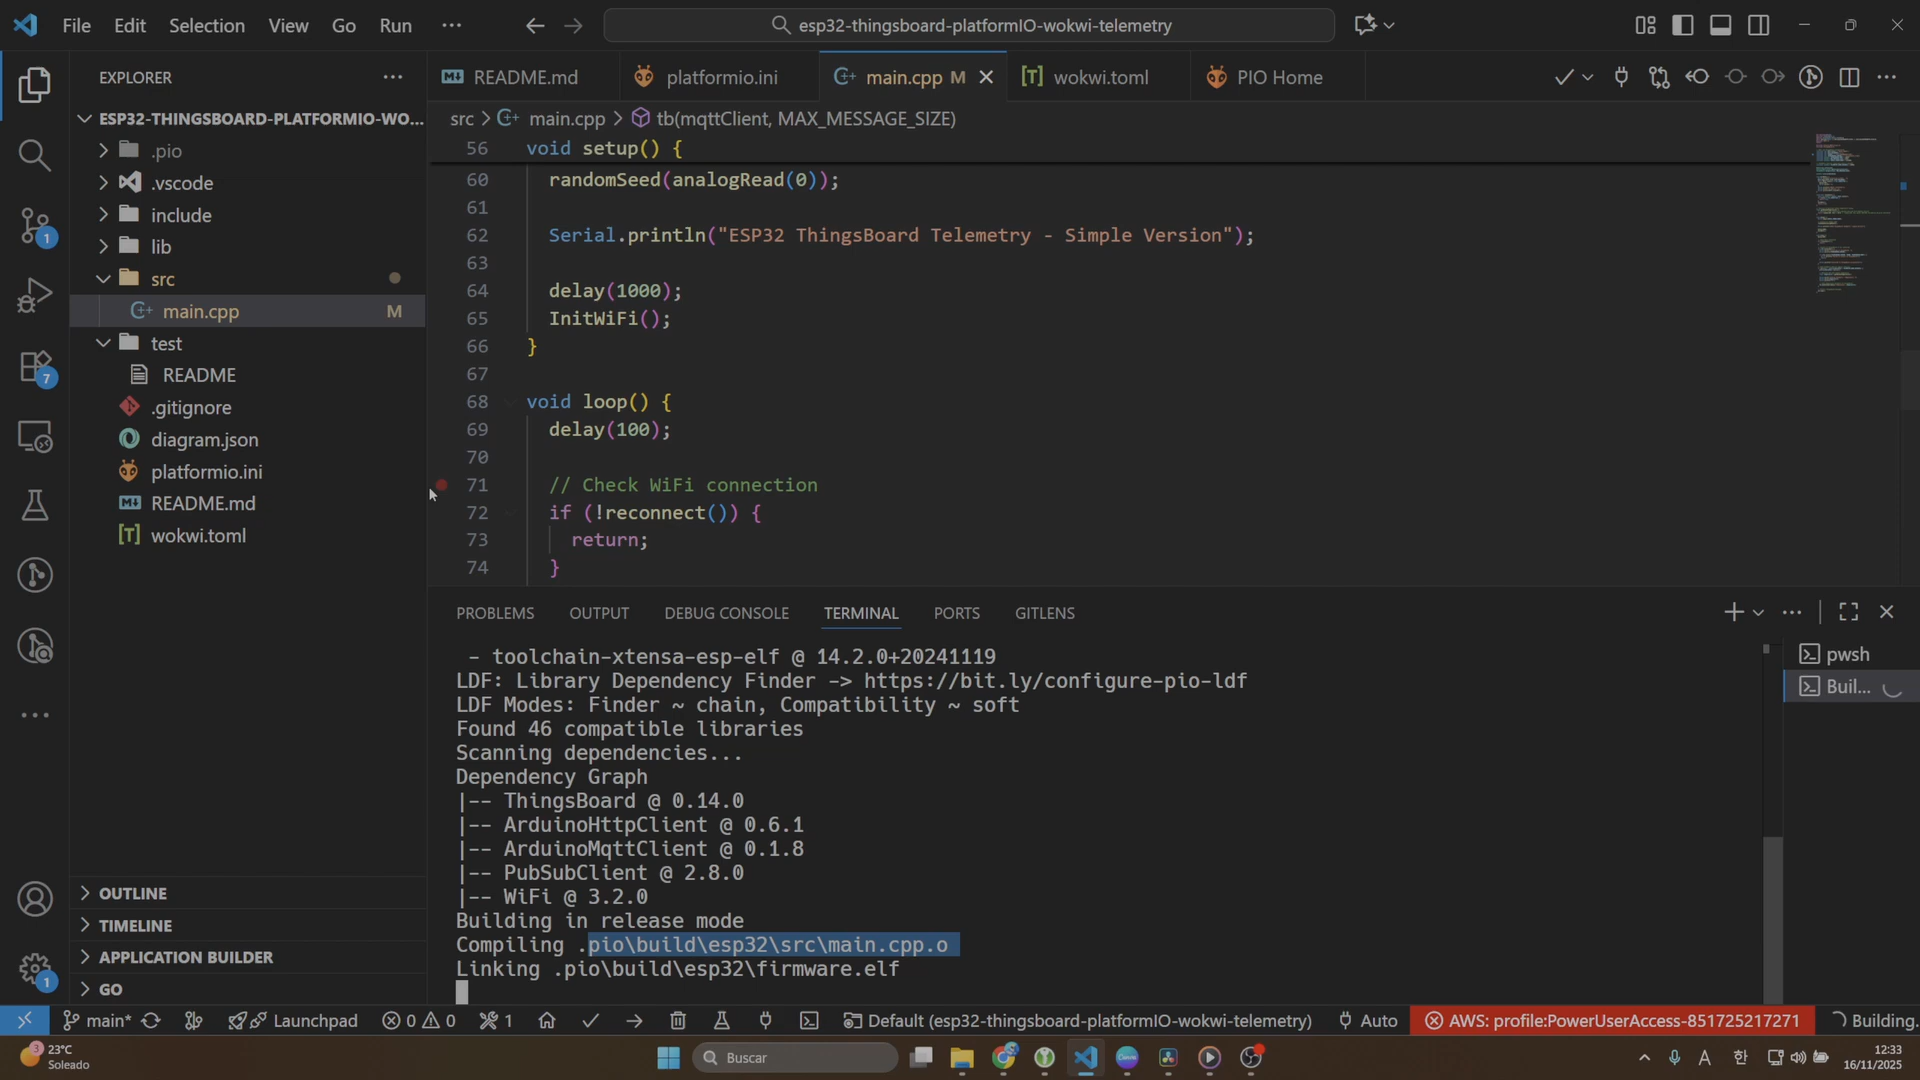 File Edit Selection View Go Run ···
esp32-thingsboard-platformIO-wokwi-telemetry
EXPLORER
ESP32-THINGSBOARD-PLATFORMIO-WO...
.pio
.vscode
include
lib
src
main.cpp M
test
README
.gitignore
diagram.json
platformio.ini
README.md
wokwi.toml
OUTLINE
TIMELINE
APPLICATION BUILDER
GO
1
7
1
README.md platformio.ini main.cpp M wokwi.toml PIO Home
src > main.cpp > tb(mqttClient, MAX_MESSAGE_SIZE)
56 void setup() {
60 randomSeed(analogRead(0));
61
62 Serial.println("ESP32 ThingsBoard Telemetry - Simple Version");
63
64 delay(1000);
65 InitWiFi();
66 }
67
68 void loop() {
69 delay(100);
70
71 // Check WiFi connection
72 if (!reconnect()) {
73 return;
74 }
PROBLEMS OUTPUT DEBUG CONSOLE TERMINAL PORTS GITLENS
- toolchain-xtensa-esp-elf @ 14.2.0+20241119
LDF: Library Dependency Finder -> https://bit.ly/configure-pio-ldf
LDF Modes: Finder ~ chain, Compatibility ~ soft
Found 46 compatible libraries
Scanning dependencies...
Dependency Graph
|-- ThingsBoard @ 0.14.0
|-- ArduinoHttpClient @ 0.6.1
|-- ArduinoMqttClient @ 0.1.8
|-- PubSubClient @ 2.8.0
|-- WiFi @ 3.2.0
Building in release mode
Compiling .pio\build\esp32\src\main.cpp.o
Linking .pio\build\esp32\firmware.elf
pwsh
Buil...
main* Launchpad 0 0 1 Default (esp32-thingsboard-platformIO-wokwi-telemetry) Auto AWS: profile:PowerUserAccess-851725217271 Building.
3 23°C
Soleado
Buscar
A 한
12:33
16/11/2025